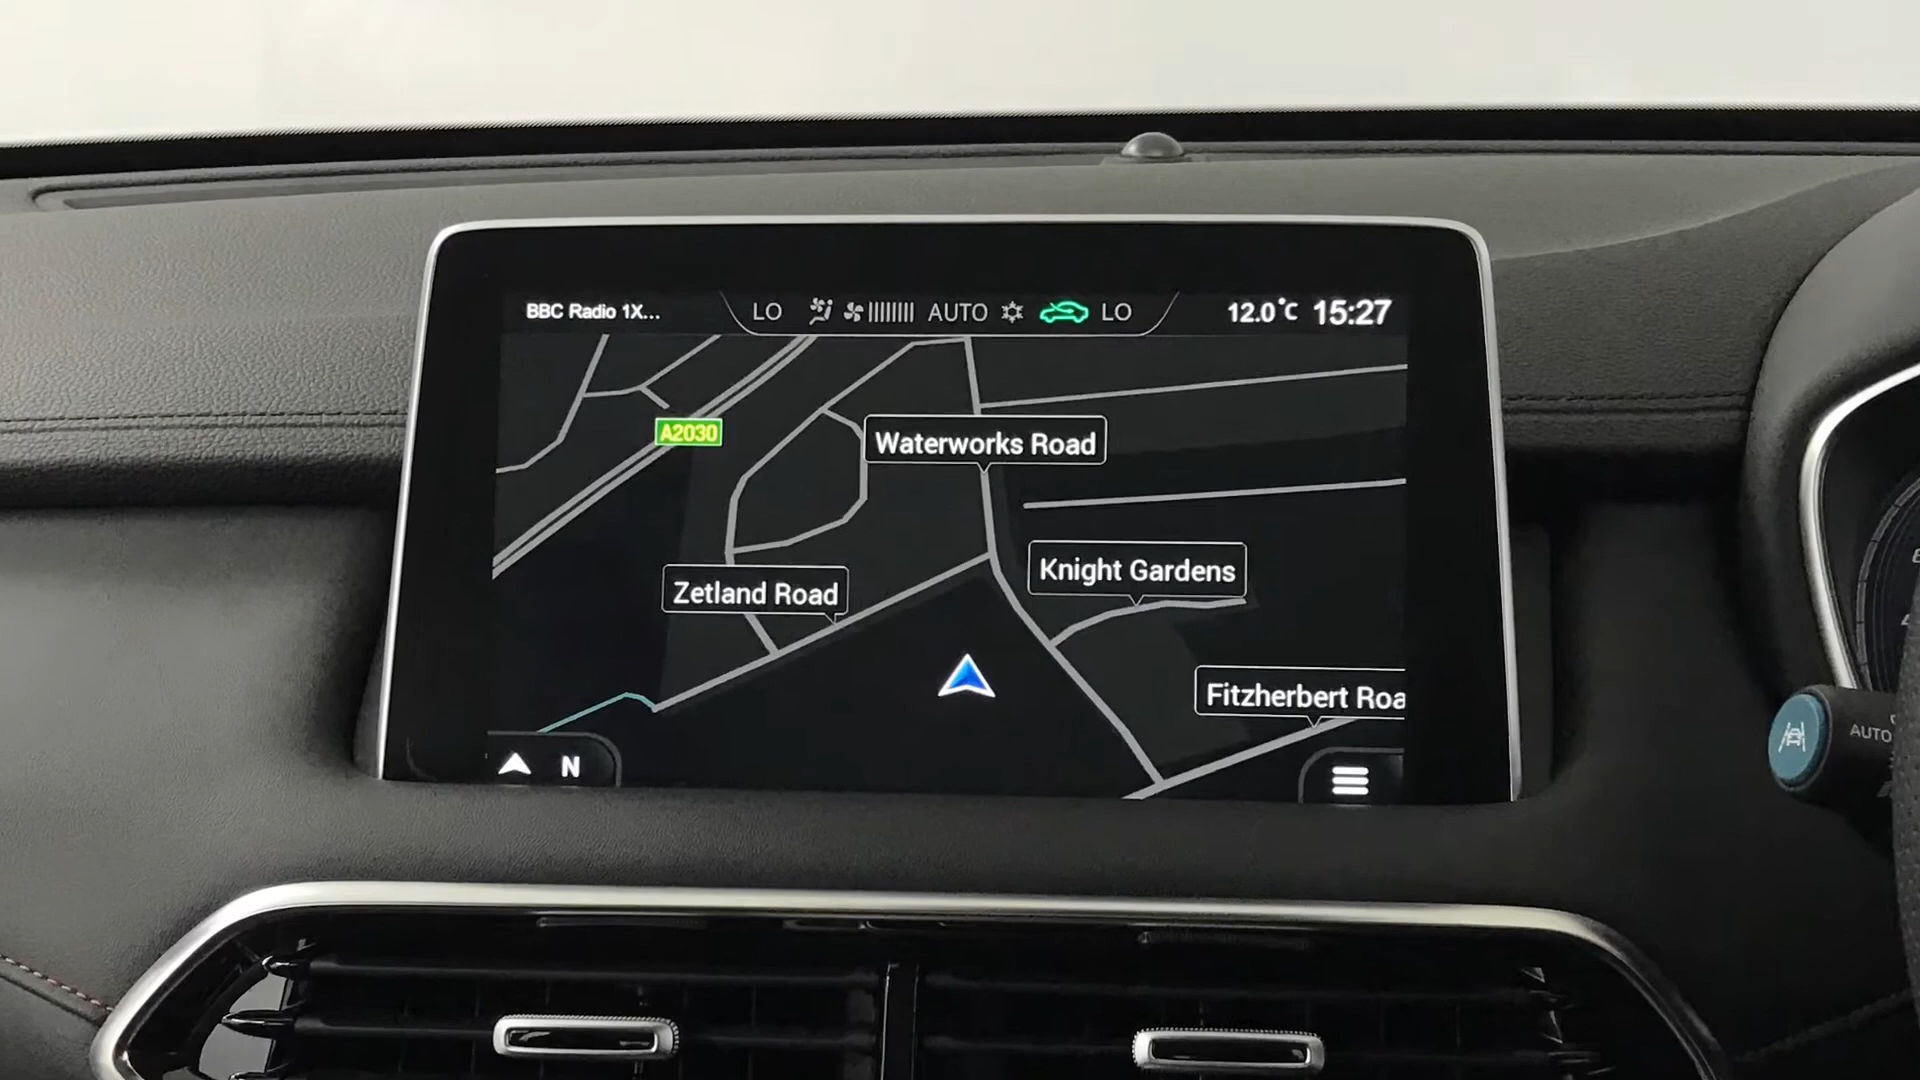 BBC Radio 1X...
LO
AUTO
LO
12.0°C 15:27
A2030
Waterworks Road
Knight Gardens
Zetland Road
Fitzherbert Roa
N
AUTO